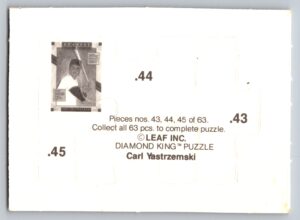 .44
Pieces nos. 43, 44, 45 of 63.
Collect all 63 pcs. to complete puzzle.
.43
©LEAF INC.
DIAMOND KING™ PUZZLE
Carl Yastrzemski
.45